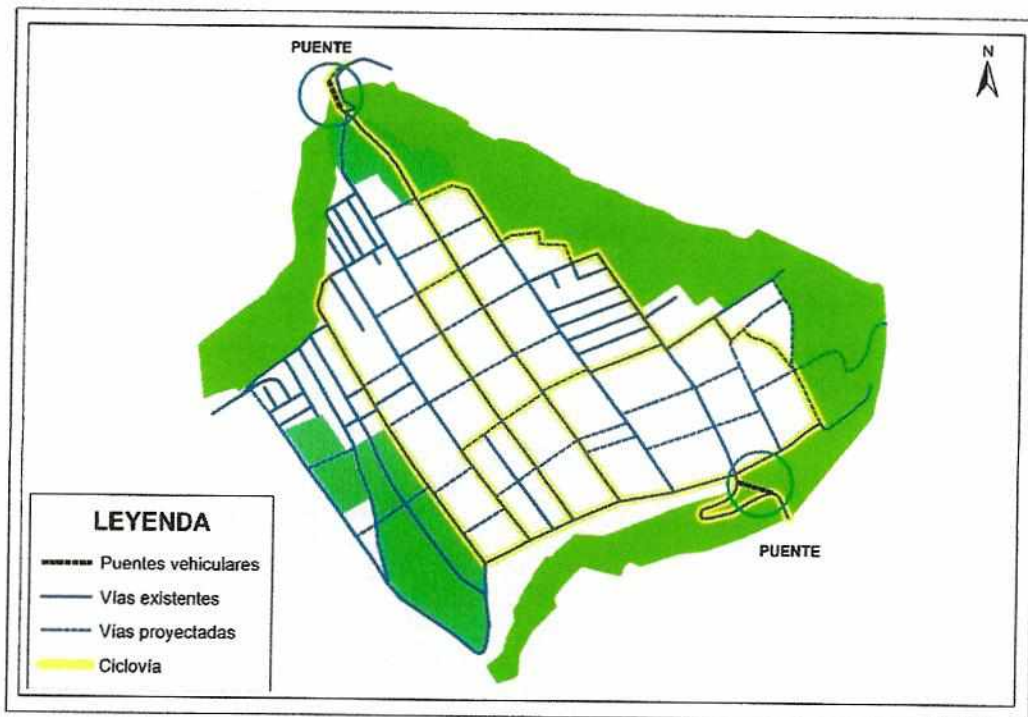 PUENTE
N
PUENTE
LEYENDA
Puentes vehiculares
Vías existentes
Vías proyectadas
Ciclovía